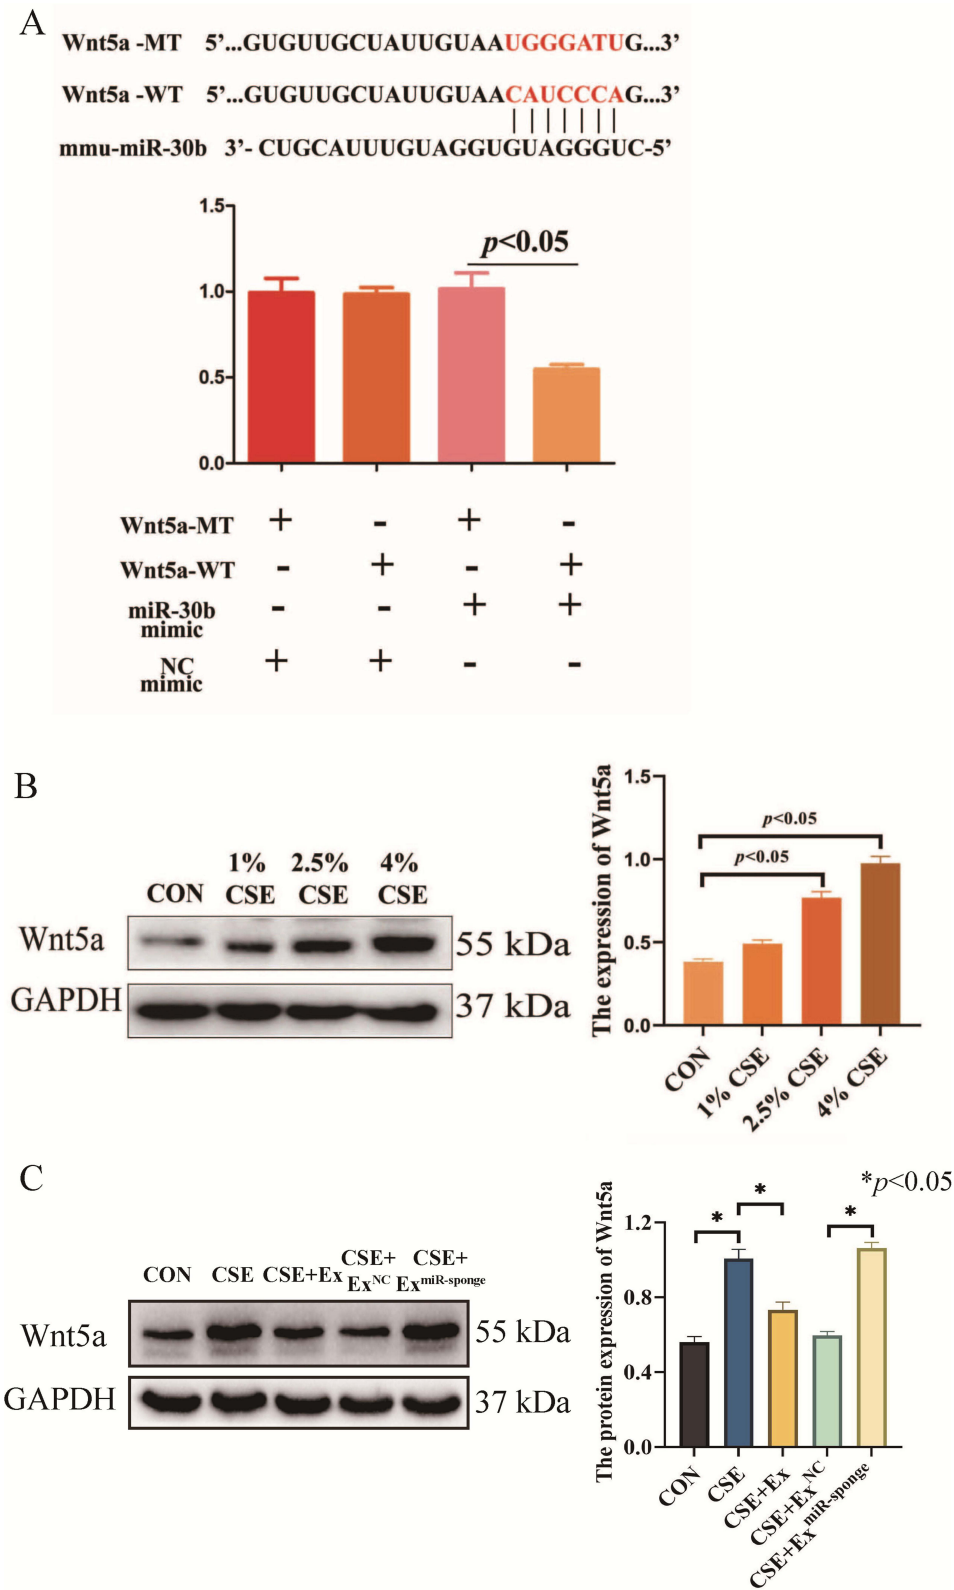 A
Wnt5a -MT 5’...GUGUUGCUAUUGUAAUGGGATUG...3’
Wnt5a -WT 5’...GUGUUGCUAUUGUAACAUCCCAG...3’
mmu-miR-30b 3’- CUGCAUUUGUAGGUGUAGGGUC-5’
1.5
p<0.05
1.0
0.5
0.0
Wnt5a-MT + - + -
Wnt5a-WT - + - +
miR-30b mimic - - + +
NC mimic + + - -
B
CON 1% CSE 2.5% CSE 4% CSE
Wnt5a 55 kDa
GAPDH 37 kDa
The expression of Wnt5a
1.5
1.0
0.5
0.0
p<0.05
p<0.05
CON 1% CSE 2.5% CSE 4% CSE
C
CON CSE CSE+Ex CSE+ExNC CSE+ExmiR-sponge
Wnt5a 55 kDa
GAPDH 37 kDa
The protein expression of Wnt5a
*p<0.05
1.2
0.8
0.4
0.0
* * *
CON CSE CSE+Ex CSE+ExNC CSE+ExmiR-sponge